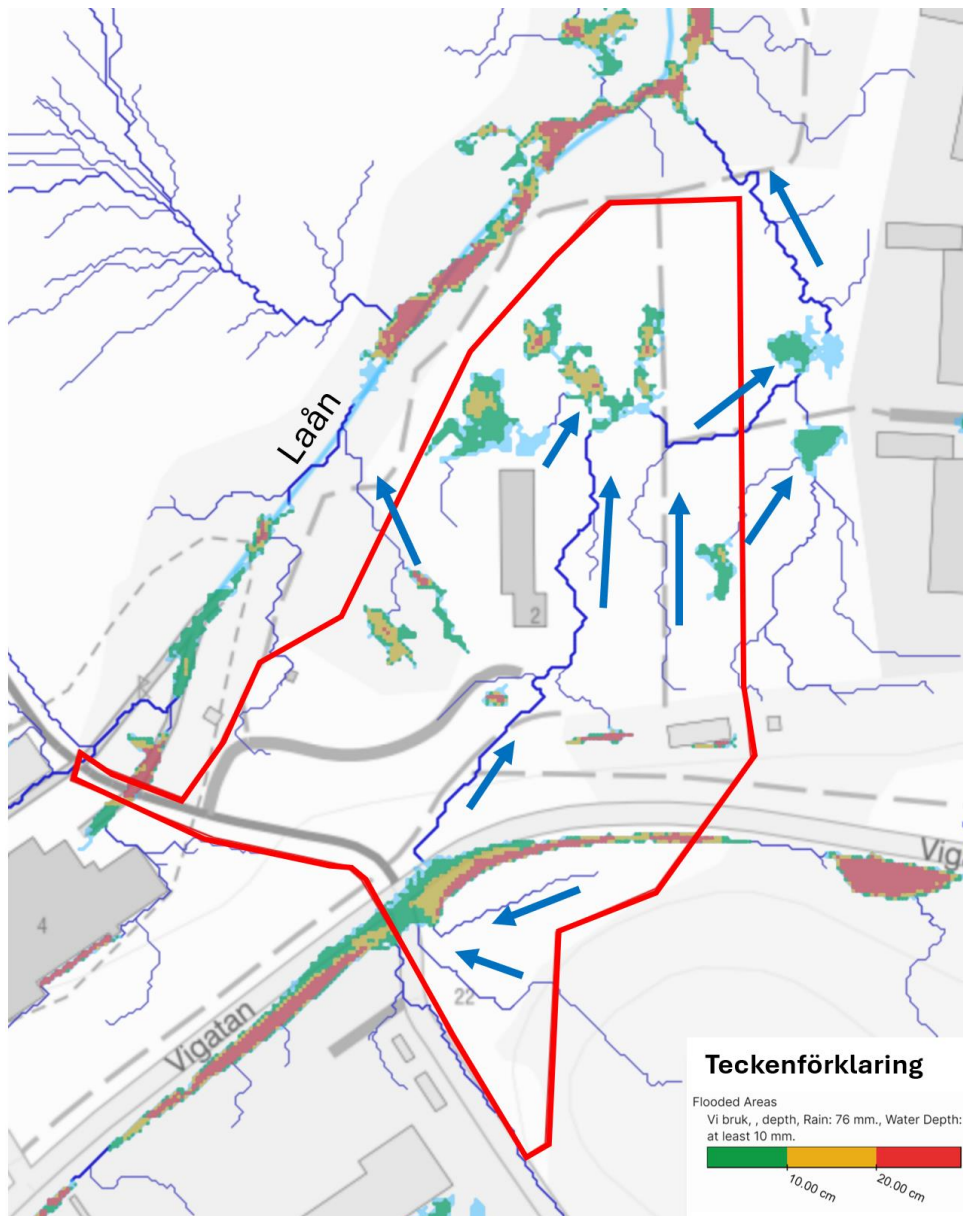 Laån
2
4
22
Vigatan
Vig
Teckenförklaring
Flooded Areas
Vi bruk, , depth, Rain: 76 mm., Water Depth:
at least 10 mm.
10.00 cm
20.00 cm